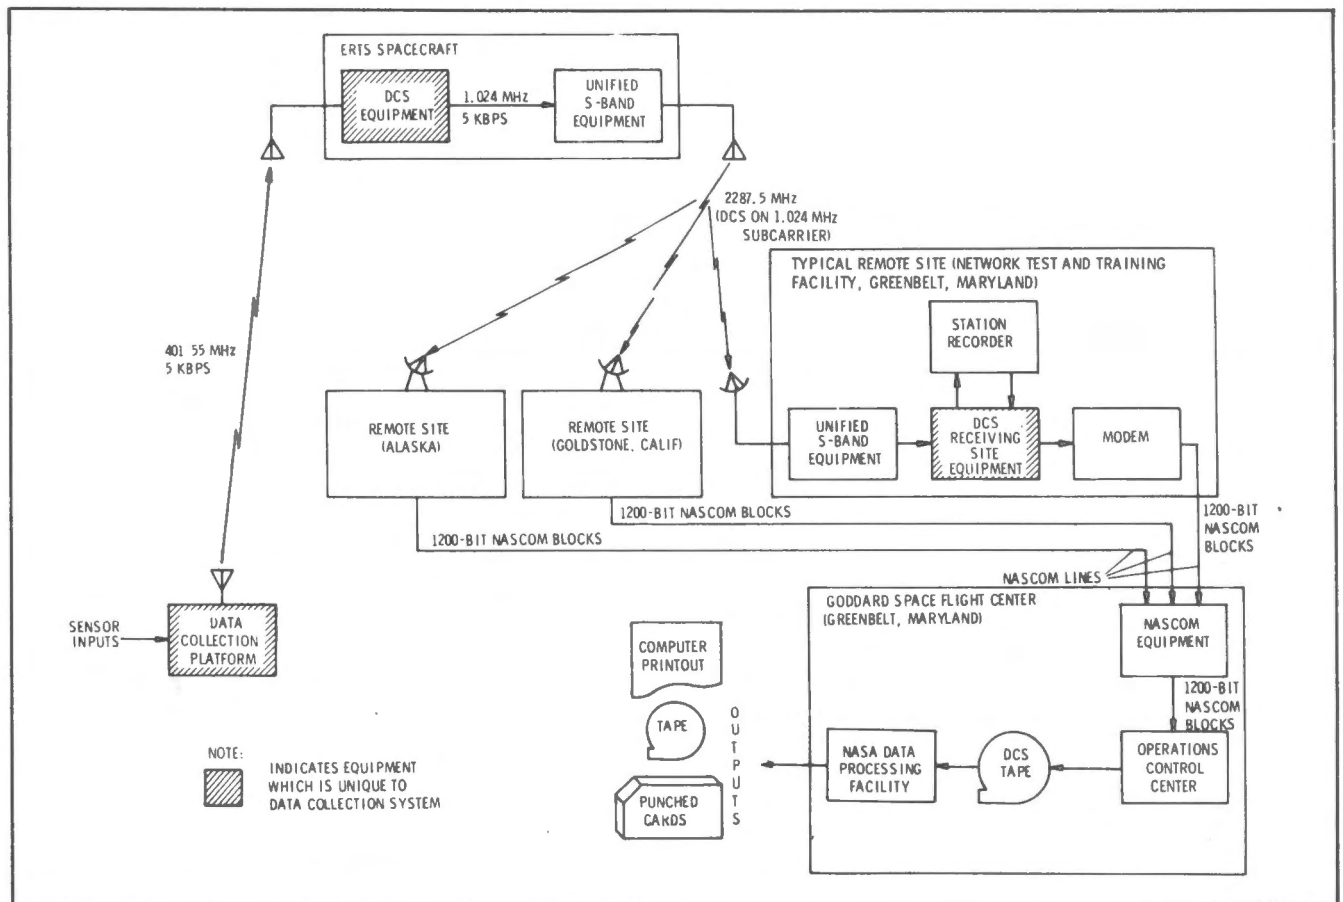 ERTS SPACECRAFT
DCS
EQUIPMENT
1.024 MHz
5 KBPS
UNIFIED
S-BAND
EQUIPMENT
2287.5 MHz
(DCS ON 1.024 MHz
SUBCARRIER)
401 55 MHz
5 KBPS
TYPICAL REMOTE SITE (NETWORK TEST AND TRAINING
FACILITY, GREENBELT, MARYLAND)
STATION
RECORDER
UNIFIED
S-BAND
EQUIPMENT
DCS
RECEIVING
SITE
EQUIPMENT
MODEM
REMOTE SITE
(ALASKA)
REMOTE SITE
(GOLDSTONE, CALIF)
1200-BIT NASCOM BLOCKS
1200-BIT NASCOM BLOCKS
1200-BIT
NASCOM
BLOCKS
NASCOM LINES
SENSOR
INPUTS
DATA
COLLECTION
PLATFORM
GODDARD SPACE FLIGHT CENTER
(GREENBELT, MARYLAND)
NASCOM
EQUIPMENT
1200-BIT
NASCOM
BLOCKS
OPERATIONS
CONTROL
CENTER
DCS
TAPE
NASA DATA
PROCESSING
FACILITY
COMPUTER
PRINTOUT
TAPE
PUNCHED
CARDS
OUTPUTS
NOTE:
INDICATES EQUIPMENT
WHICH IS UNIQUE TO
DATA COLLECTION SYSTEM